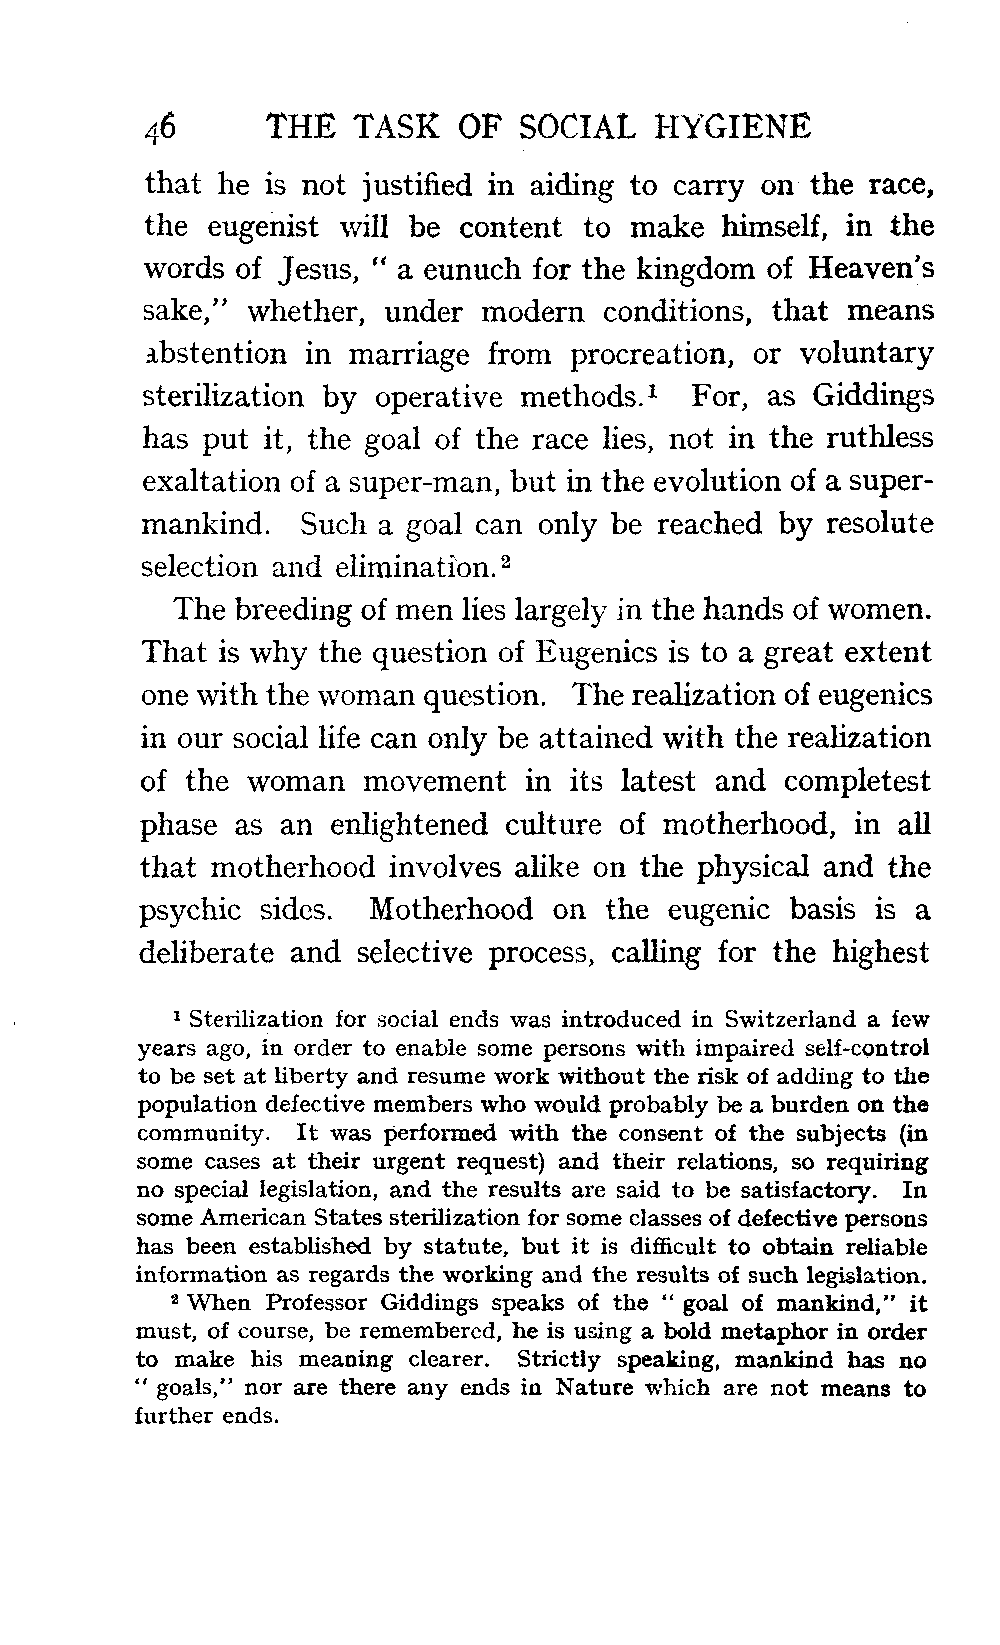 46 THE TASK OF SOCIAL HYGIENE
that he is not justified in aiding to carry on the race,
the eugenist will be content to make himself, in the
words of Jesus, " a eunuch for the kingdom of Heaven's
sake," whether, under modern conditions, that means
abstention in marriage from procreation, or voluntary
sterilization by operative methods.¹ For, as Giddings
has put it, the goal of the race lies, not in the ruthless
exaltation of a super-man, but in the evolution of a super-
mankind. Such a goal can only be reached by resolute
selection and elimination.²
The breeding of men lies largely in the hands of women.
That is why the question of Eugenics is to a great extent
one with the woman question. The realization of eugenics
in our social life can only be attained with the realization
of the woman movement in its latest and completest
phase as an enlightened culture of motherhood, in all
that motherhood involves alike on the physical and the
psychic sides. Motherhood on the eugenic basis is a
deliberate and selective process, calling for the highest
¹ Sterilization for social ends was introduced in Switzerland a few
years ago, in order to enable some persons with impaired self-control
to be set at liberty and resume work without the risk of adding to the
population defective members who would probably be a burden on the
community. It was performed with the consent of the subjects (in
some cases at their urgent request) and their relations, so requiring
no special legislation, and the results are said to be satisfactory. In
some American States sterilization for some classes of defective persons
has been established by statute, but it is difficult to obtain reliable
information as regards the working and the results of such legislation.
² When Professor Giddings speaks of the " goal of mankind," it
must, of course, be remembered, he is using a bold metaphor in order
to make his meaning clearer. Strictly speaking, mankind has no
" goals," nor are there any ends in Nature which are not means to
further ends.